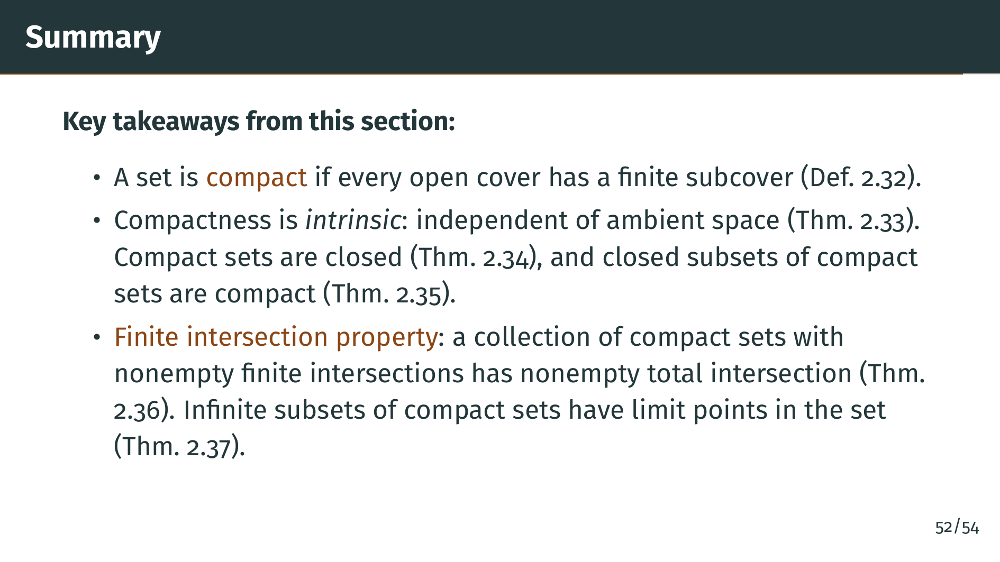 Summary
Key takeaways from this section:
• A set is compact if every open cover has a finite subcover (Def. 2.32).
• Compactness is intrinsic: independent of ambient space (Thm. 2.33).
Compact sets are closed (Thm. 2.34), and closed subsets of compact
sets are compact (Thm. 2.35).
• Finite intersection property: a collection of compact sets with
nonempty finite intersections has nonempty total intersection (Thm.
2.36). Infinite subsets of compact sets have limit points in the set
(Thm. 2.37).
52/54